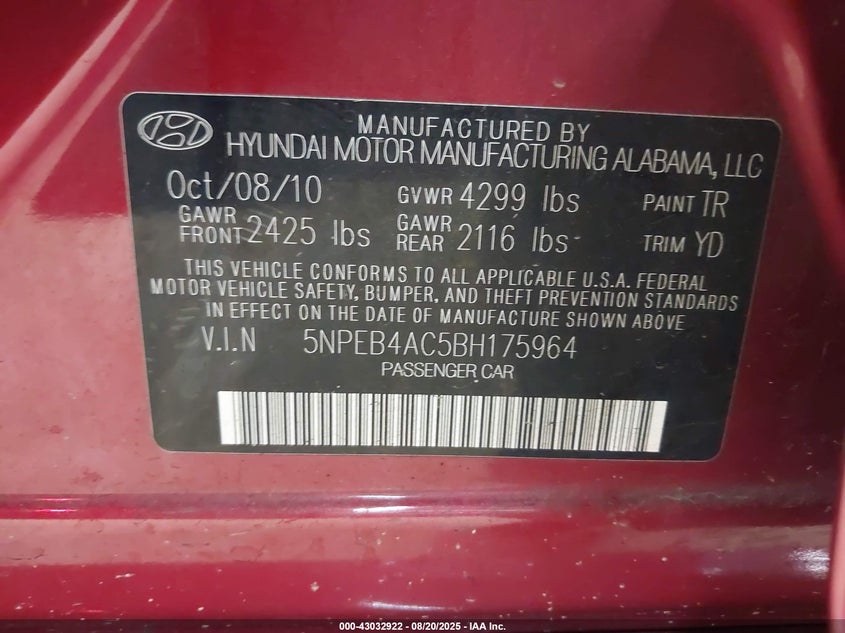 MANUFACTURED BY
HYUNDAI MOTOR MANUFACTURING ALABAMA, LLC
Oct/08/10 GVWR 4299 lbs PAINT TR
GAWR FRONT 2425 lbs GAWR REAR 2116 lbs TRIM YD
THIS VEHICLE CONFORMS TO ALL APPLICABLE U.S.A. FEDERAL
MOTOR VEHICLE SAFETY, BUMPER, AND THEFT PREVENTION STANDARDS
IN EFFECT ON THE DATE OF MANUFACTURE SHOWN ABOVE
V.I.N 5NPEB4AC5BH175964
PASSENGER CAR
000-43032922 - 08/20/2025 - IAA Inc.